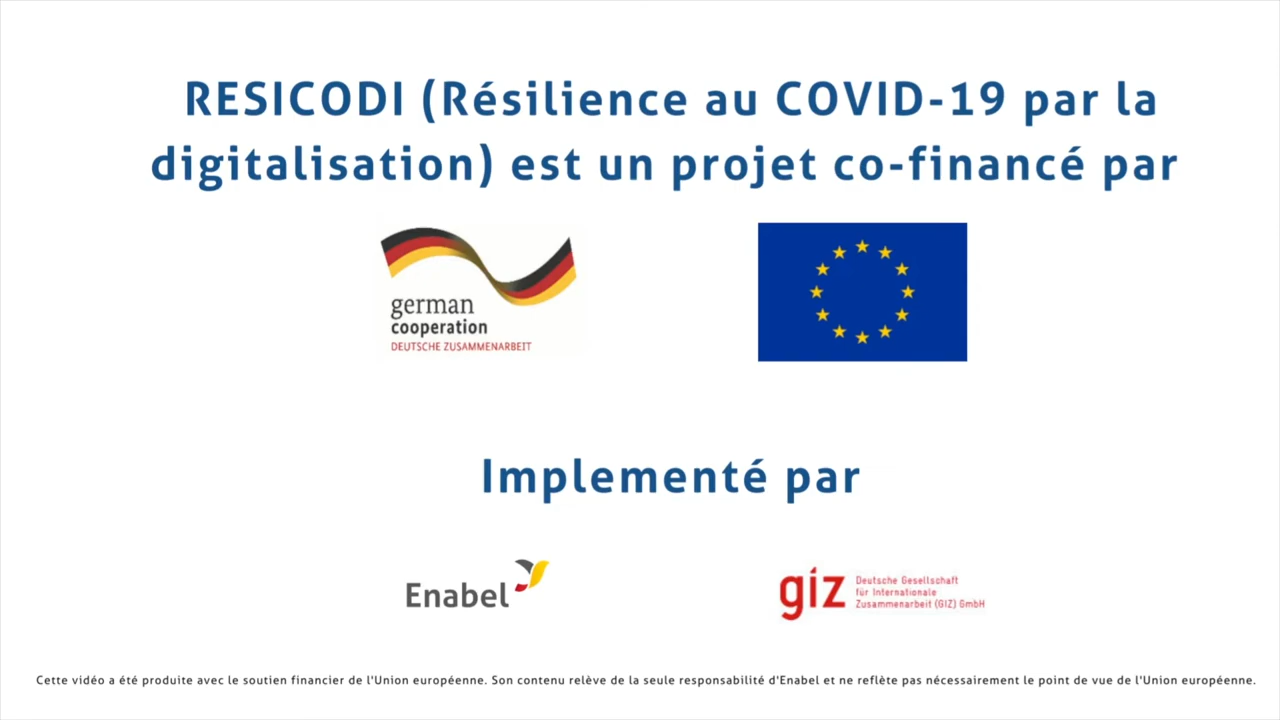 RESICODI (Résilience au COVID-19 par la
digitalisation) est un projet co-financé par
german
cooperation
DEUTSCHE ZUSAMMENARBEIT
Implementé par
Enabel
giz
Deutsche Gesellschaft
für Internationale
Zusammenarbeit (GIZ) GmbH
Cette vidéo a été produite avec le soutien financier de l'Union européenne. Son contenu relève de la seule responsabilité d'Enabel et ne reflète pas nécessairement le point de vue de l'Union européenne.